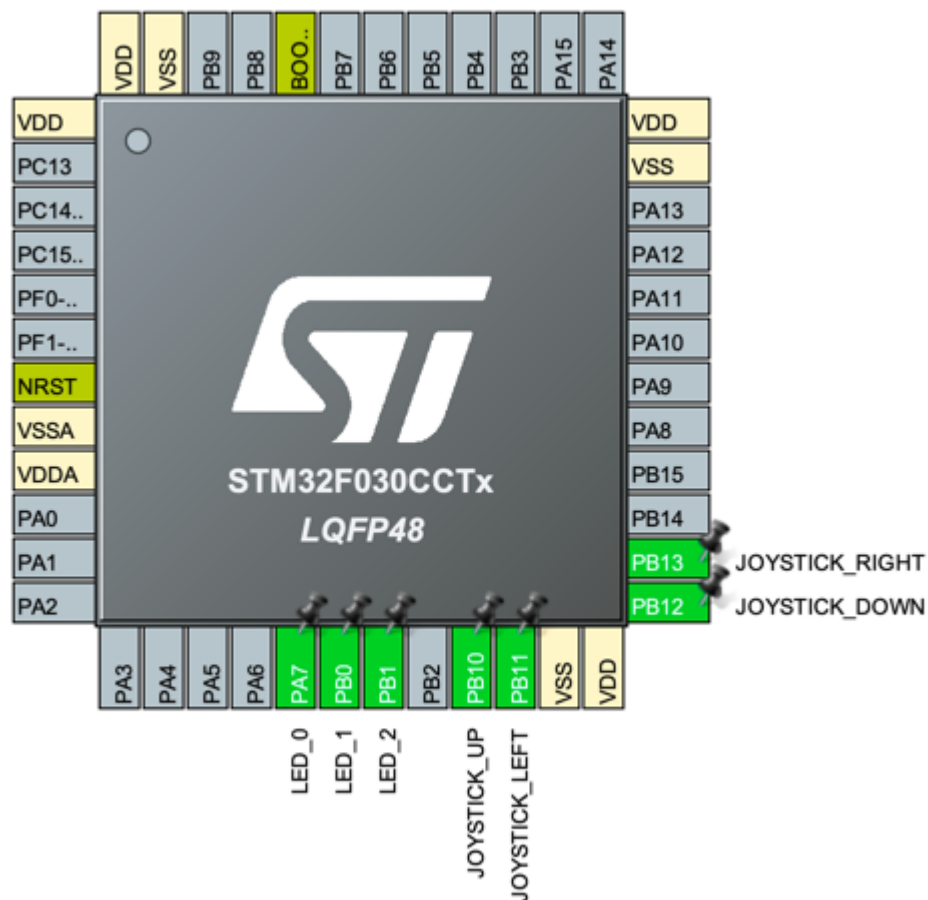 VDD
VSS
PB9
PB8
BOO..
PB7
PB6
PB5
PB4
PB3
PA15
PA14
VDD
PC13
PC14..
PC15..
PF0-..
PF1-..
NRST
VSSA
VDDA
PA0
PA1
PA2
ST
STM32F030CCTx
LQFP48
VDD
VSS
PA13
PA12
PA11
PA10
PA9
PA8
PB15
PB14
PB13 JOYSTICK_RIGHT
PB12 JOYSTICK_DOWN
PA3
PA4
PA5
PA6
PA7
PB0
PB1
PB2
PB10
PB11
VSS
VDD
LED_0
LED_1
LED_2
JOYSTICK_UP
JOYSTICK_LEFT